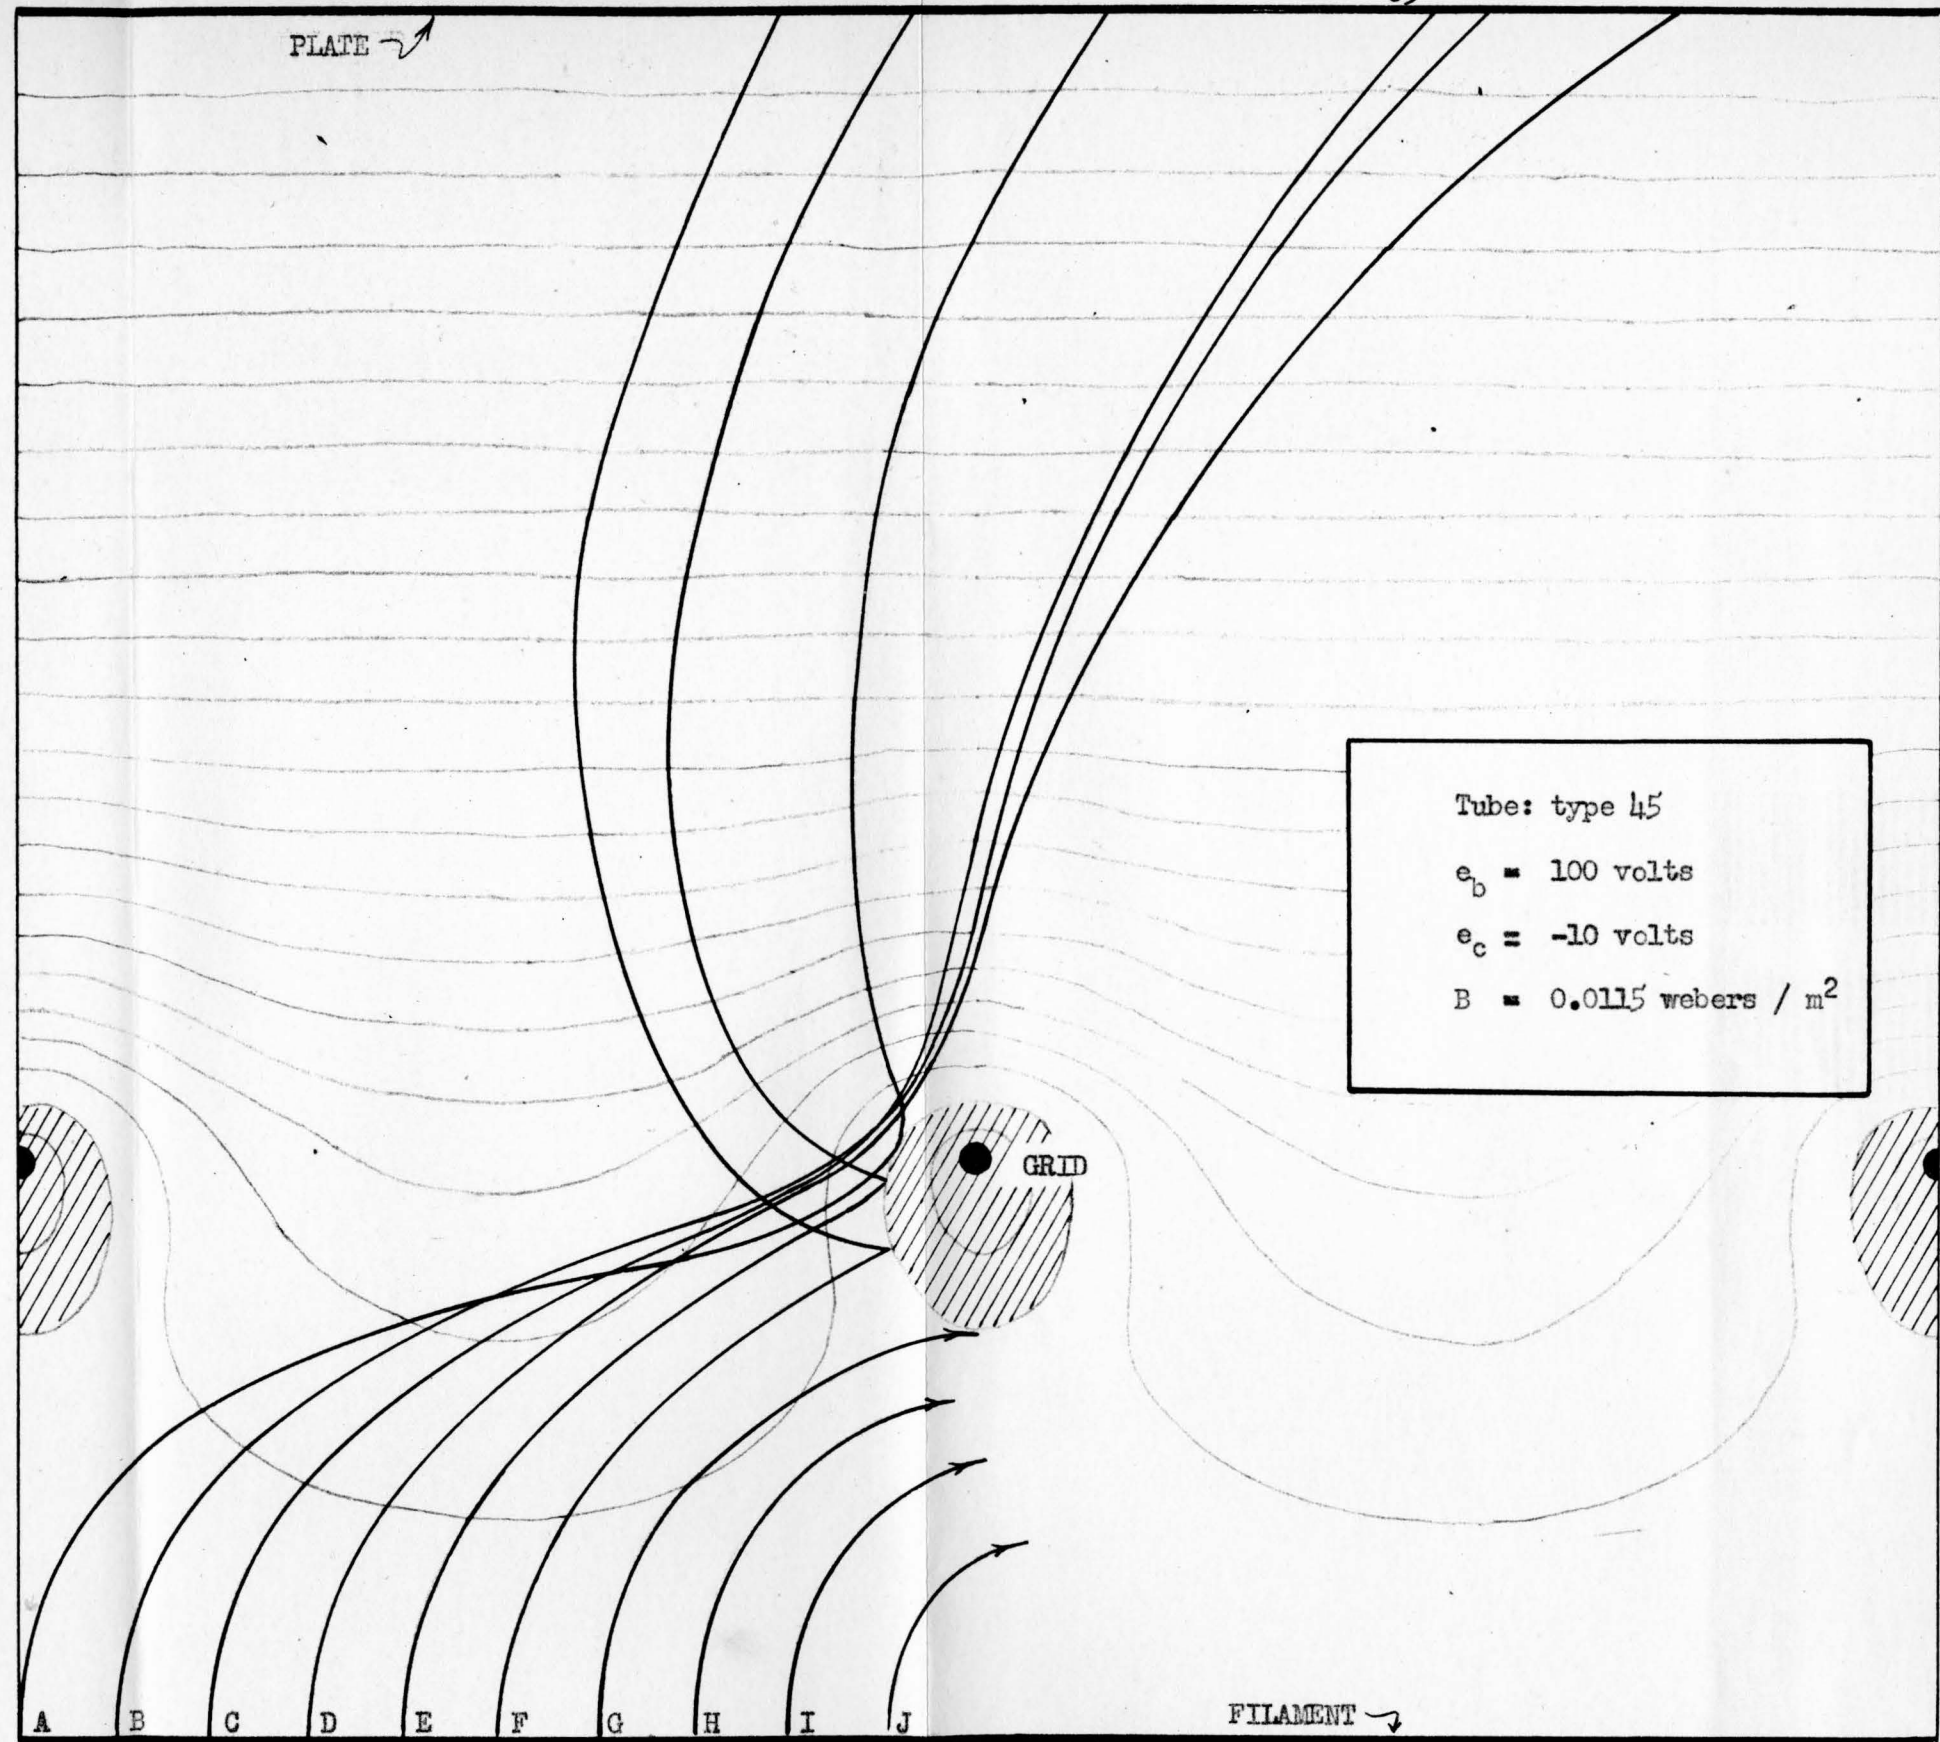 PLATE
Tube: type 45
e_b = 100 volts
e_c = -10 volts
B = 0.0115 webers / m²
GRID
FILAMENT
A B C D E F G H I J